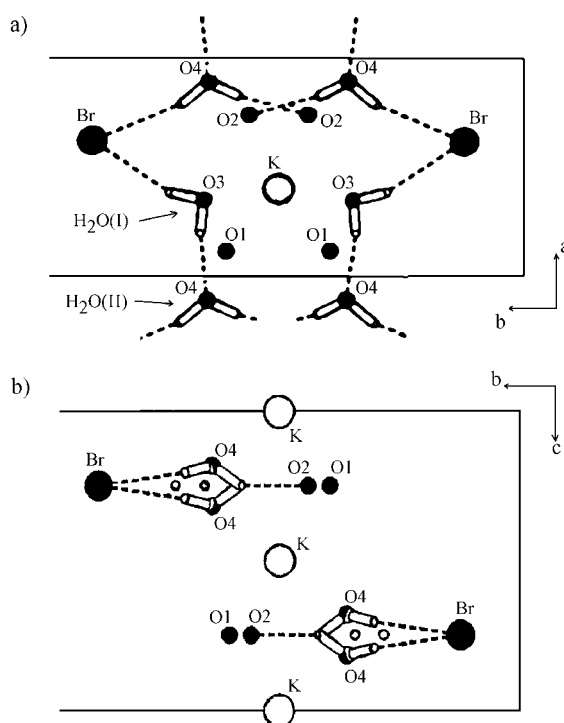 a)
O4 O4
Br O2 O2 Br
K
O3 O3
H2O(I)
O1 O1
a
H2O(II) O4 O4
b
b)
b
c
K
Br O4 O2 O1
O4
K
O1 O2 O4 Br
O4
K